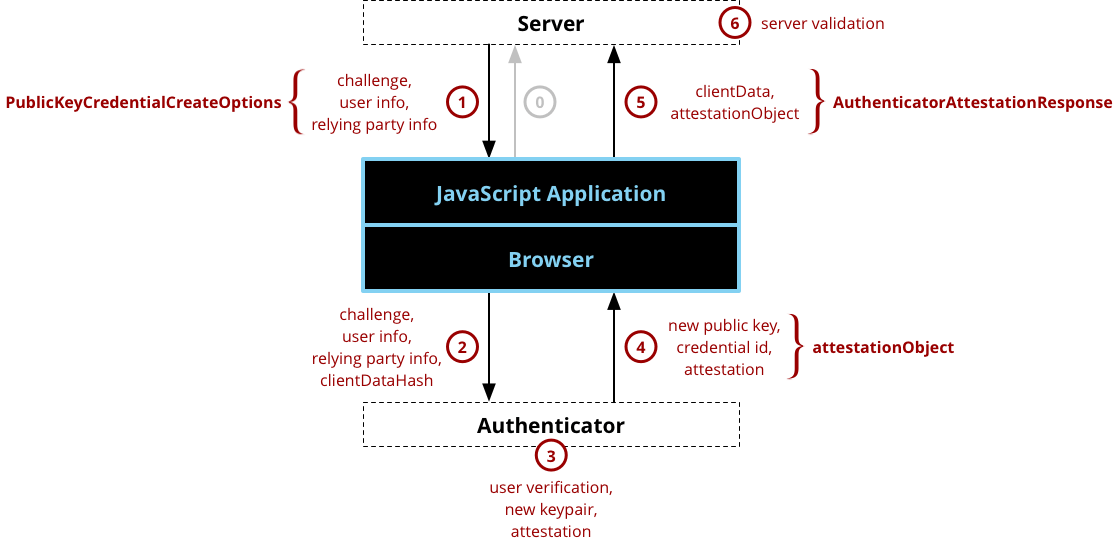 Server
6
server validation
PublicKeyCredentialCreateOptions
challenge,
user info,
relying party info
1
0
5
clientData,
attestationObject
AuthenticatorAttestationResponse
JavaScript Application
Browser
challenge,
user info,
relying party info,
clientDataHash
2
4
new public key,
credential id,
attestation
attestationObject
Authenticator
3
user verification,
new keypair,
attestation